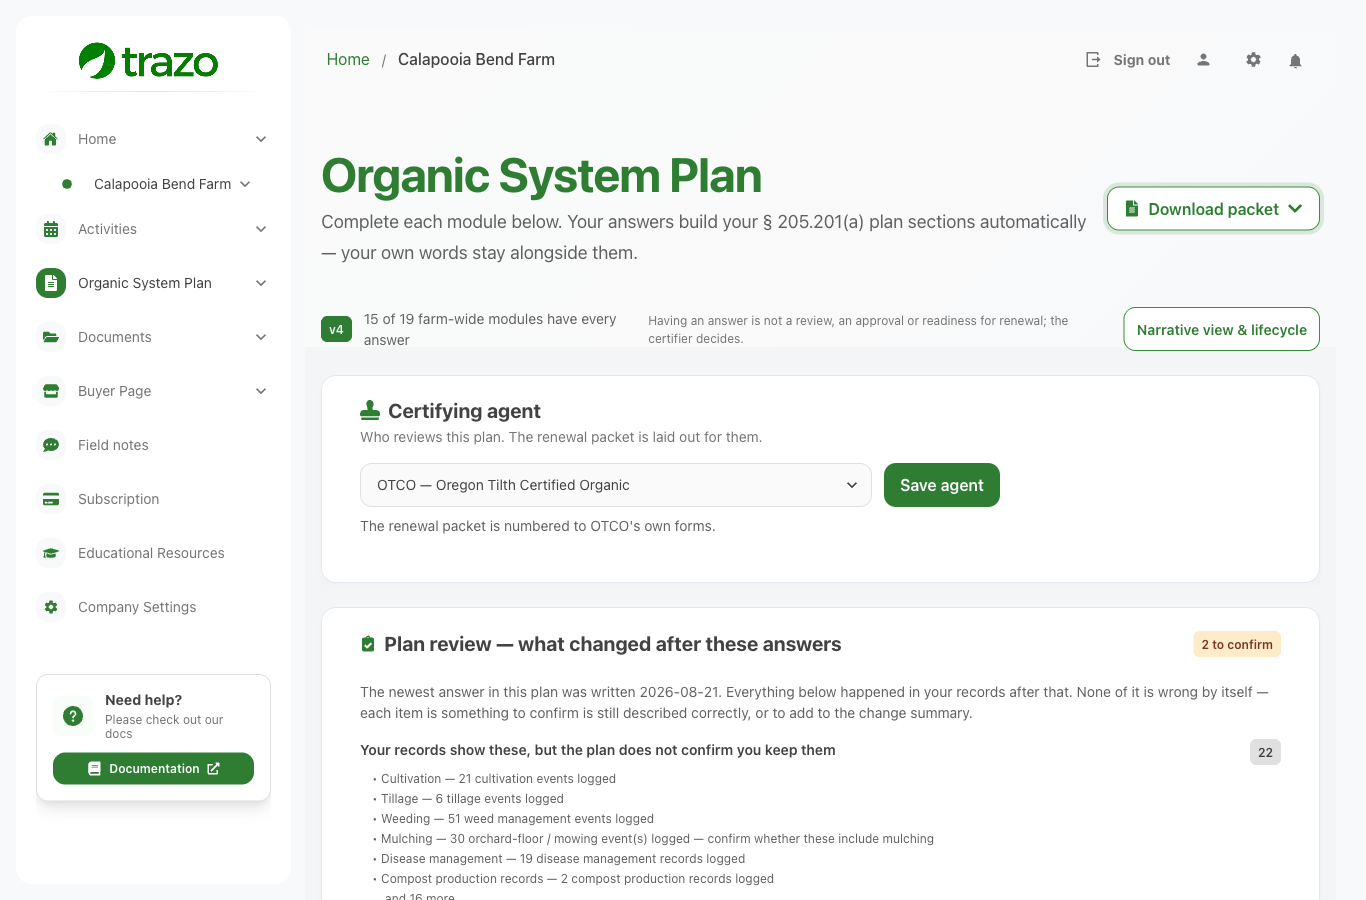 trazo
Home
Calapooia Bend Farm
Activities
Organic System Plan
Documents
Buyer Page
Field notes
Subscription
Educational Resources
Company Settings
Need help?
Please check out our
docs
Documentation
Home / Calapooia Bend Farm
Sign out
Organic System Plan
Complete each module below. Your answers build your § 205.201(a) plan sections automatically
— your own words stay alongside them.
Download packet
v4
15 of 19 farm-wide modules have every
answer
Having an answer is not a review, an approval or readiness for renewal; the
certifier decides.
Narrative view & lifecycle
Certifying agent
Who reviews this plan. The renewal packet is laid out for them.
OTCO — Oregon Tilth Certified Organic
Save agent
The renewal packet is numbered to OTCO's own forms.
Plan review — what changed after these answers
2 to confirm
The newest answer in this plan was written 2026-08-21. Everything below happened in your records after that. None of it is wrong by itself —
each item is something to confirm is still described correctly, or to add to the change summary.
Your records show these, but the plan does not confirm you keep them
22
• Cultivation — 21 cultivation events logged
• Tillage — 6 tillage events logged
• Weeding — 51 weed management events logged
• Mulching — 30 orchard-floor / mowing event(s) logged — confirm whether these include mulching
• Disease management — 19 disease management records logged
• Compost production records — 2 compost production records logged
and 16 more